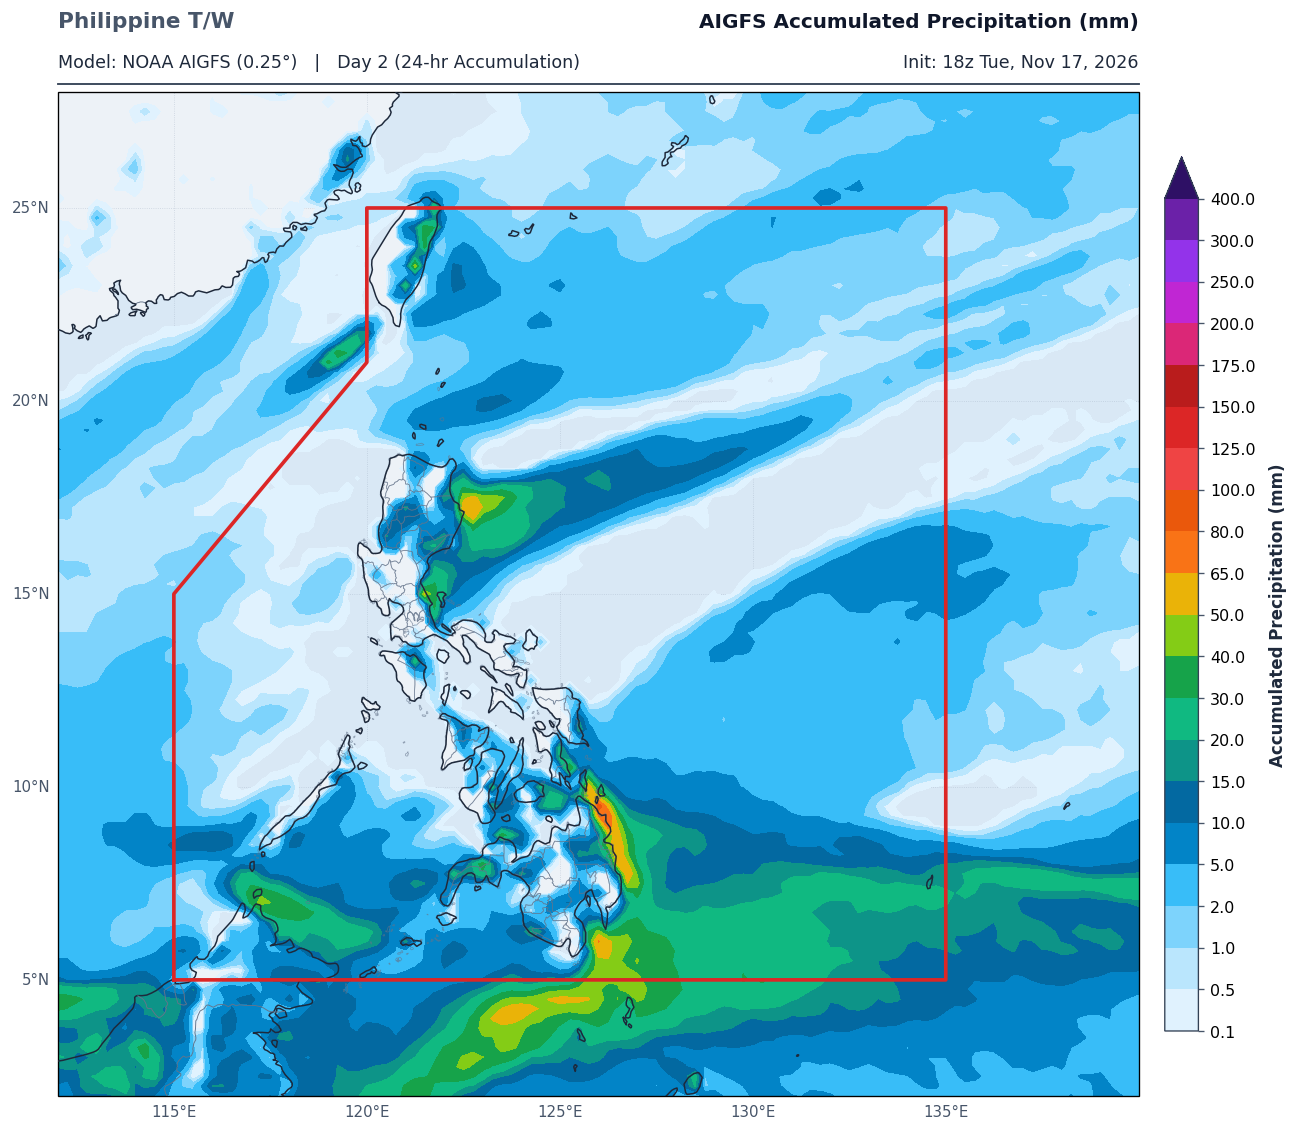 Philippine T/W
AIGFS Accumulated Precipitation (mm)
Model: NOAA AIGFS (0.25°)   |   Day 2 (24-hr Accumulation)
Init: 18z Tue, Nov 17, 2026
25°N
20°N
15°N
10°N
5°N
115°E
120°E
125°E
130°E
135°E
400.0
300.0
250.0
200.0
175.0
150.0
125.0
100.0
80.0
65.0
50.0
40.0
30.0
20.0
15.0
10.0
5.0
2.0
1.0
0.5
0.1
Accumulated Precipitation (mm)